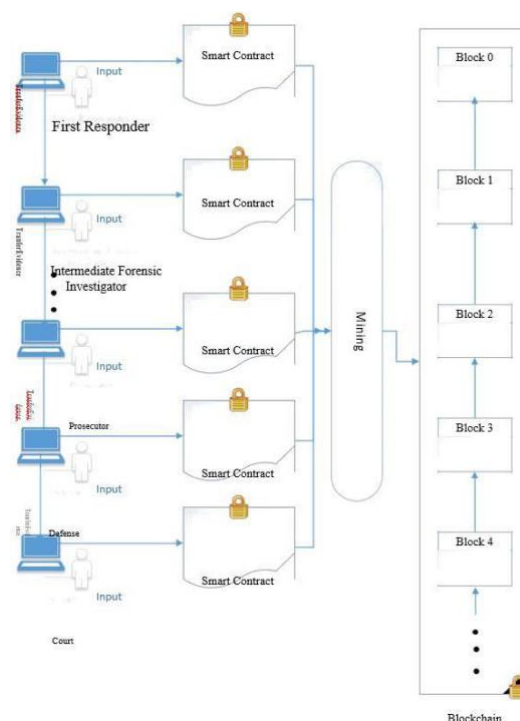 Smart Contract
Block 0
Input
First Responder
Smart Contract
Block 1
Input
Intermediate Forensic
Investigator
Smart Contract
Mining
Block 2
Input
Prosecutor
Smart Contract
Block 3
Input
Defense
Smart Contract
Block 4
Input
Court
Blockchain